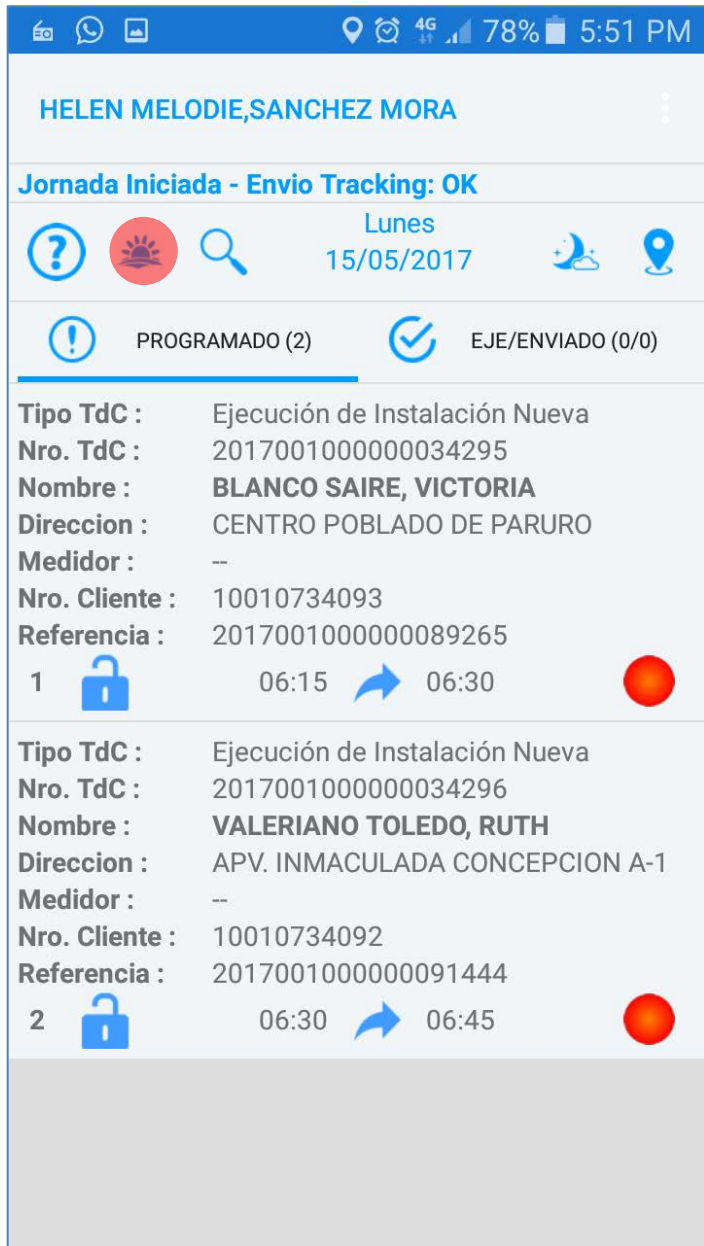 4G 78% 5:51 PM
HELEN MELODIE,SANCHEZ MORA
Jornada Iniciada - Envio Tracking: OK
Lunes
15/05/2017
PROGRAMADO (2) EJE/ENVIADO (0/0)
Tipo TdC : Ejecución de Instalación Nueva
Nro. TdC : 2017001000000034295
Nombre : BLANCO SAIRE, VICTORIA
Direccion : CENTRO POBLADO DE PARURO
Medidor : --
Nro. Cliente : 10010734093
Referencia : 2017001000000089265
1 06:15 06:30
Tipo TdC : Ejecución de Instalación Nueva
Nro. TdC : 2017001000000034296
Nombre : VALERIANO TOLEDO, RUTH
Direccion : APV. INMACULADA CONCEPCION A-1
Medidor : --
Nro. Cliente : 10010734092
Referencia : 2017001000000091444
2 06:30 06:45